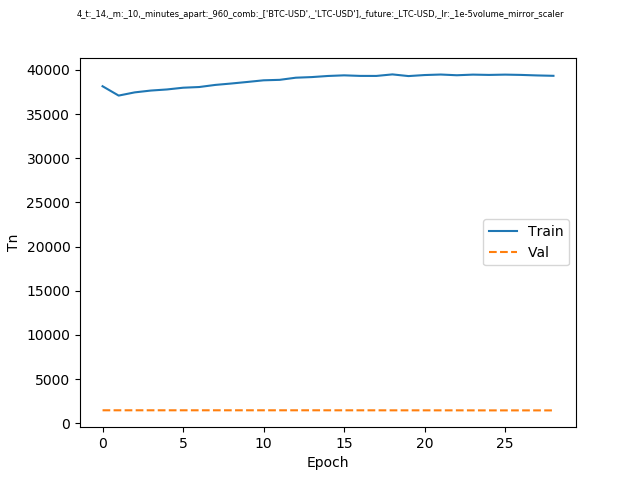 4_t:_14,_m:_10,_minutes_apart:_960_comb:_['BTC-USD',_'LTC-USD'],_future:_LTC-USD,_lr:_1e-5volume_mirror_scaler
40000
35000
30000
25000
20000
15000
10000
5000
0
Tn
Train
Val
0 5 10 15 20 25
Epoch